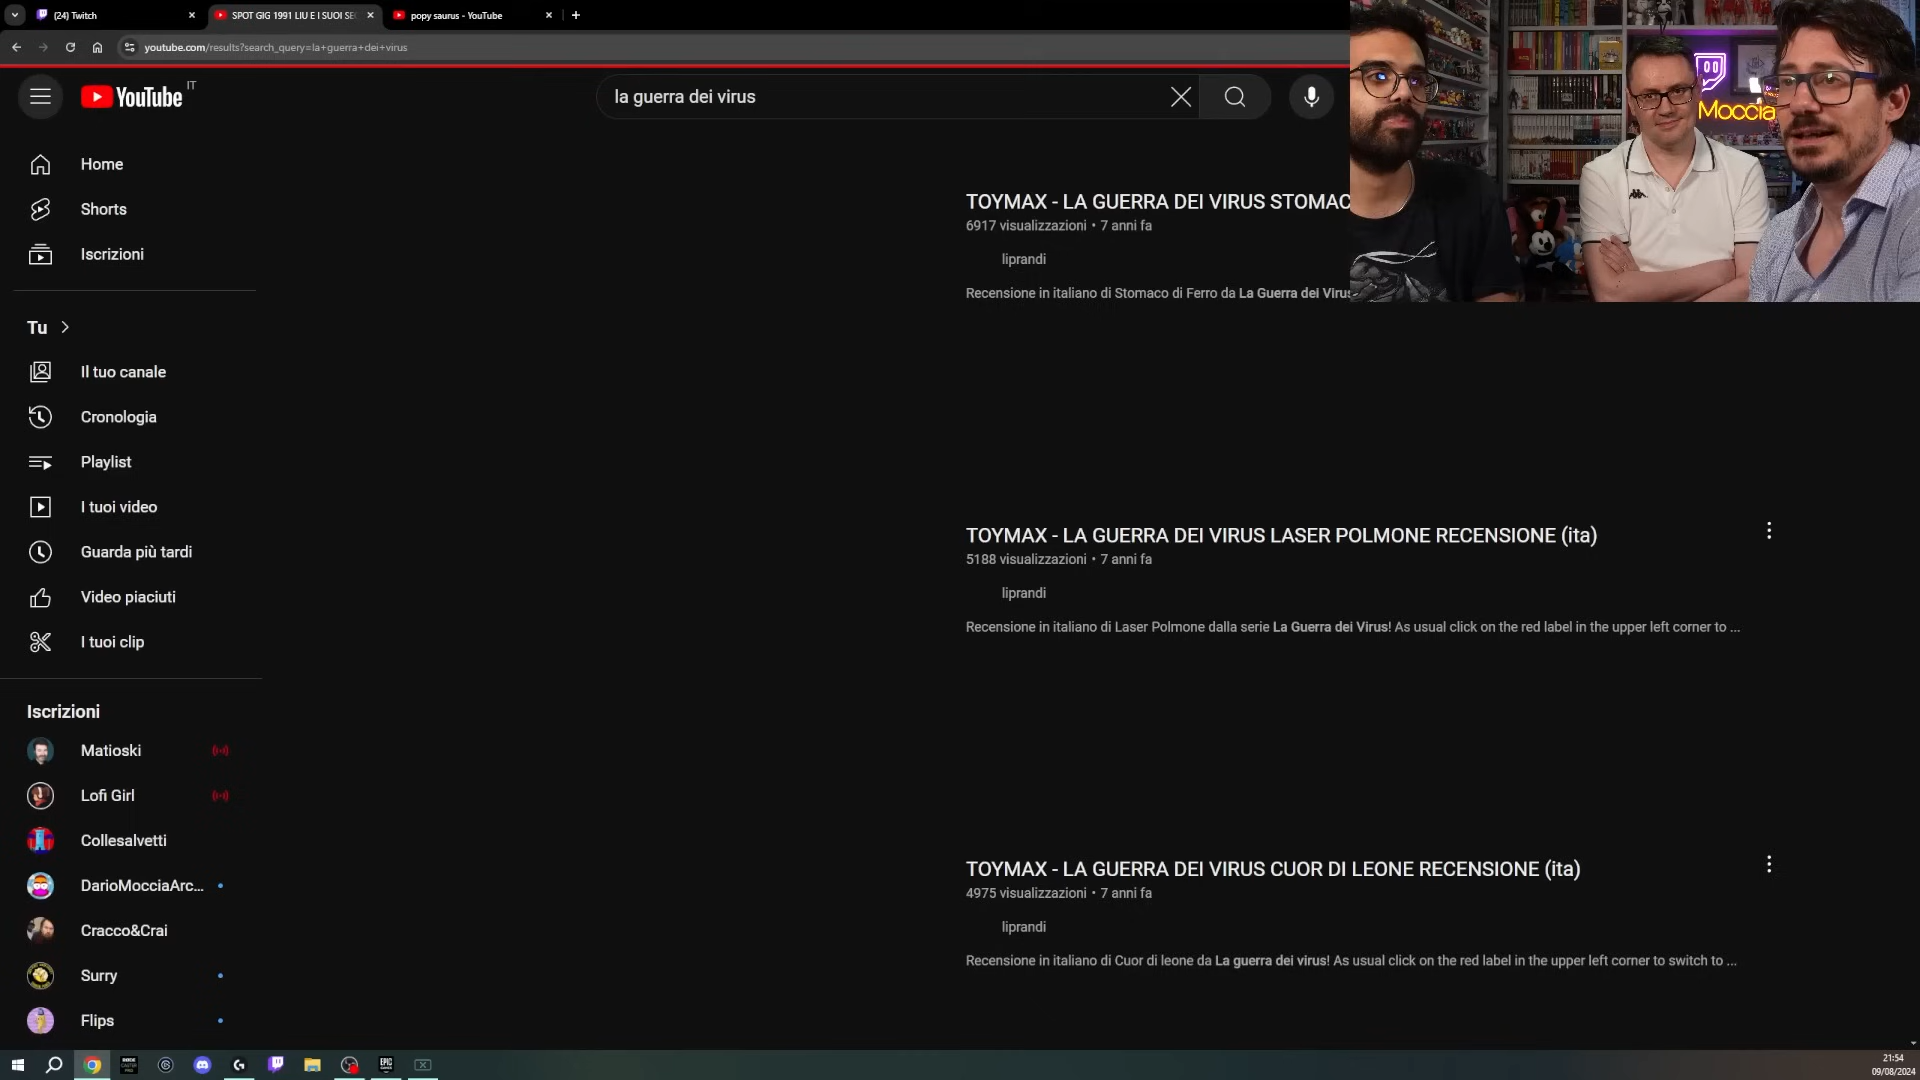 (24) Twitch
SPOT GIG 1991 LIU E I SUOI SE
popy saurus - YouTube
youtube.com/results?search_query=la+guerra+dei+virus
YouTube IT
la guerra dei virus
Moccia
Home
Shorts
Iscrizioni
Tu
Il tuo canale
Cronologia
Playlist
I tuoi video
Guarda più tardi
Video piaciuti
I tuoi clip
Iscrizioni
Matioski
Lofi Girl
Collesalvetti
DarioMocciaArc...
Cracco&Crai
Surry
Flips
TOYMAX - LA GUERRA DEI VIRUS STOMAC
6917 visualizzazioni • 7 anni fa
liprandi
Recensione in italiano di Stomaco di Ferro da La Guerra dei Virus
TOYMAX - LA GUERRA DEI VIRUS LASER POLMONE RECENSIONE (ita)
5188 visualizzazioni • 7 anni fa
liprandi
Recensione in italiano di Laser Polmone dalla serie La Guerra dei Virus! As usual click on the red label in the upper left corner to ...
TOYMAX - LA GUERRA DEI VIRUS CUOR DI LEONE RECENSIONE (ita)
4975 visualizzazioni • 7 anni fa
liprandi
Recensione in italiano di Cuor di leone da La guerra dei virus! As usual click on the red label in the upper left corner to switch to ...
21:54
09/08/2024